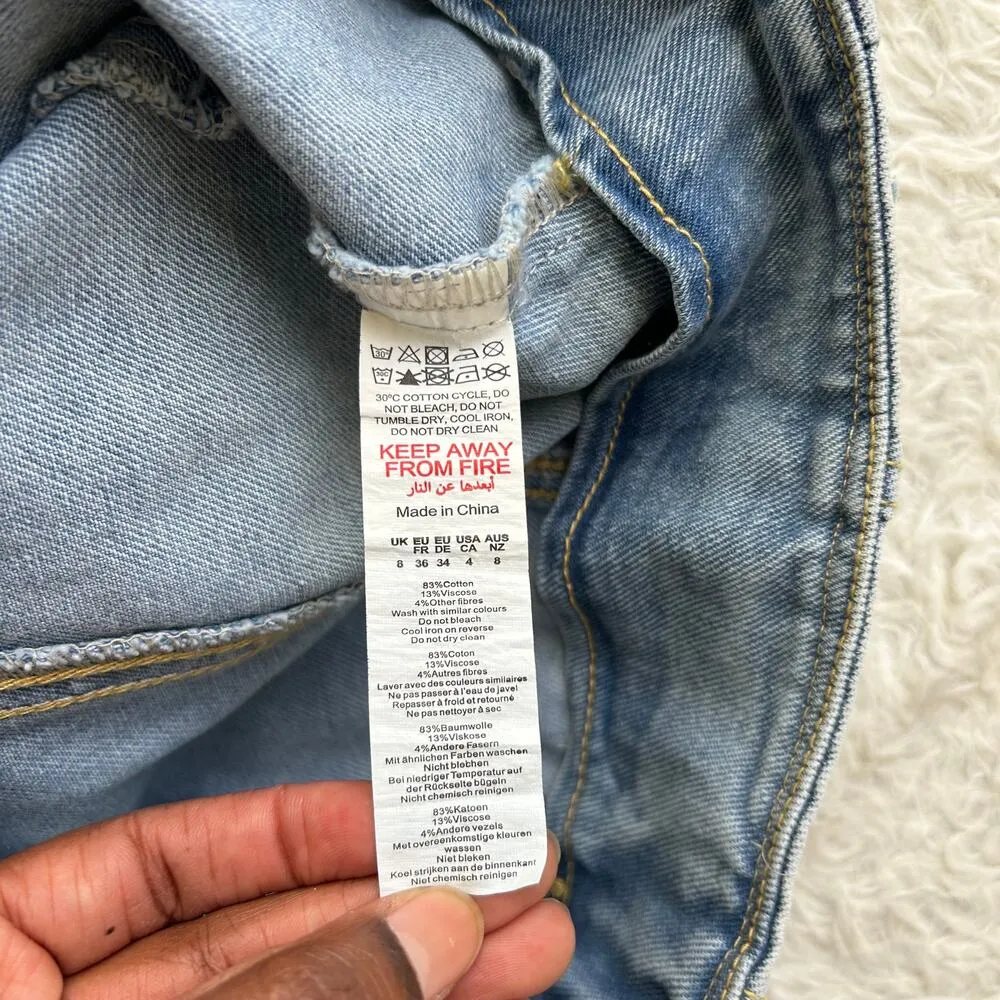 30°
30C
30°C COTTON CYCLE, DO
NOT BLEACH, DO NOT
TUMBLE DRY, COOL IRON,
DO NOT DRY CLEAN
KEEP AWAY
FROM FIRE
أبعدها عن النار
Made in China
UK EU EU USA AUS
FR DE CA NZ
8 36 34 4 8
83%Cotton
13%Viscose
4%Other fibres
Wash with similar colours
Do not bleach
Cool iron on reverse
Do not dry clean
83%Coton
13%Viscose
4%Autres fibres
Laver avec des couleurs similaires
Ne pas passer à l'eau de javel
Repasser à froid et retourné
Ne pas nettoyer à sec
83%Baumwolle
13%Viskose
4%Andere Fasern
Mit ähnlichen Farben waschen
Nicht blechen
Bei niedriger Temperatur auf
der Rückseite bügeln
Nicht chemisch reinigen
83%Katoen
13%Viscose
4%Andere vezels
Met overeenkomstige kleuren
wassen
Niet bleken
Koel strijken aan de binnenkant
Niet chemisch reinigen